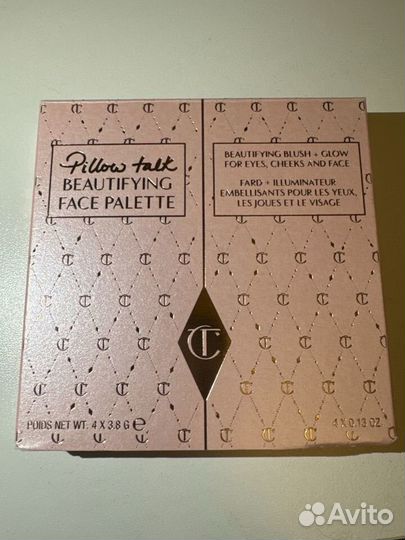 Pillow talk
BEAUTIFYING
FACE PALETTE
BEAUTIFYING BLUSH + GLOW
FOR EYES, CHEEKS AND FACE
FARD + ILLUMINATEUR
EMBELLISSANTS POUR LES YEUX,
LES JOUES ET LE VISAGE
CT
POIDS NET WT. 4 X 3.8 G ℮
4 X 0.13 OZ
Avito